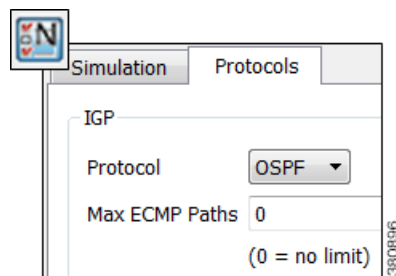 N
Simulation Protocols
IGP
Protocol OSPF
Max ECMP Paths 0
(0 = no limit)
380896